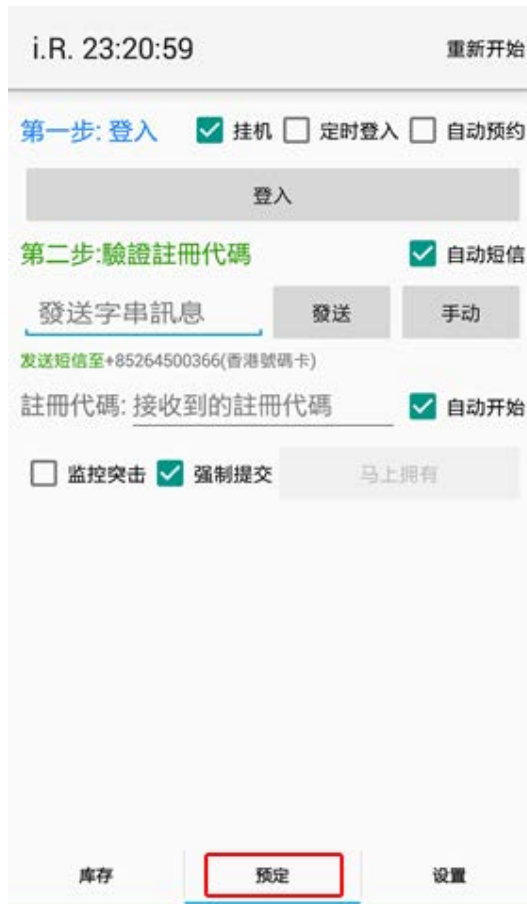 i.R. 23:20:59 重新开始
第一步: 登入 挂机 定时登入 自动预约
登入
第二步:驗證註冊代碼 自动短信
發送字串訊息 發送 手动
发送短信至+85264500366(香港號碼卡)
註冊代碼: 接收到的註冊代碼 自动开始
监控突击 强制提交 马上拥有
库存 预定 设置